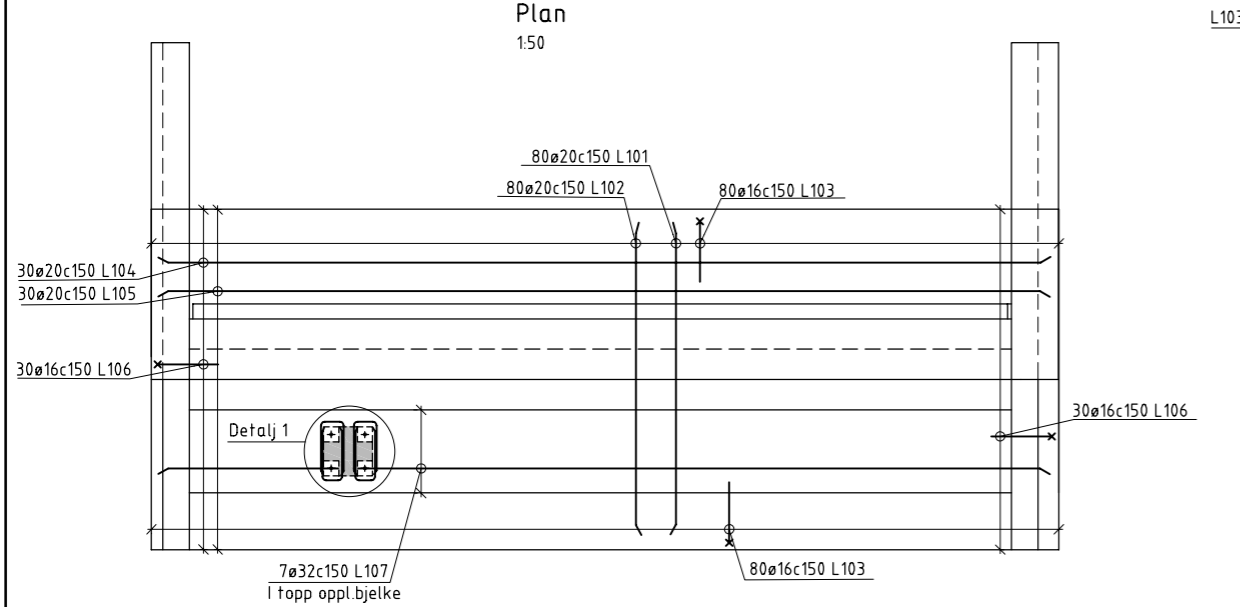 Plan
1:50
L103
80ø20c150 L101
80ø20c150 L102
80ø16c150 L103
30ø20c150 L104
30ø20c150 L105
30ø16c150 L106
Detalj 1
30ø16c150 L106
7ø32c150 L107
I topp oppl.bjelke
80ø16c150 L103